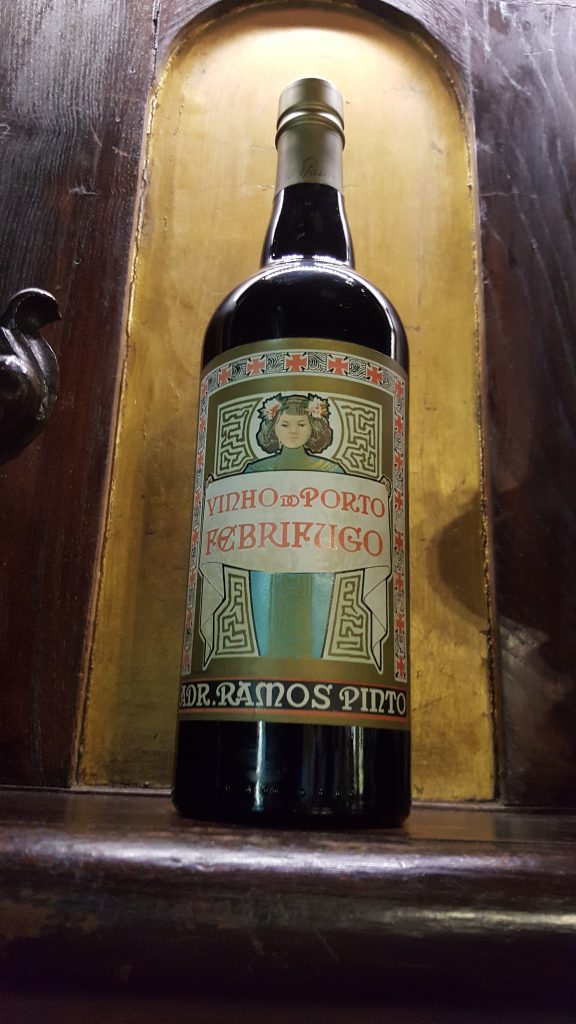 VINHO DO PORTO
FEBRIFUGO
ADR. RAMOS PINTO